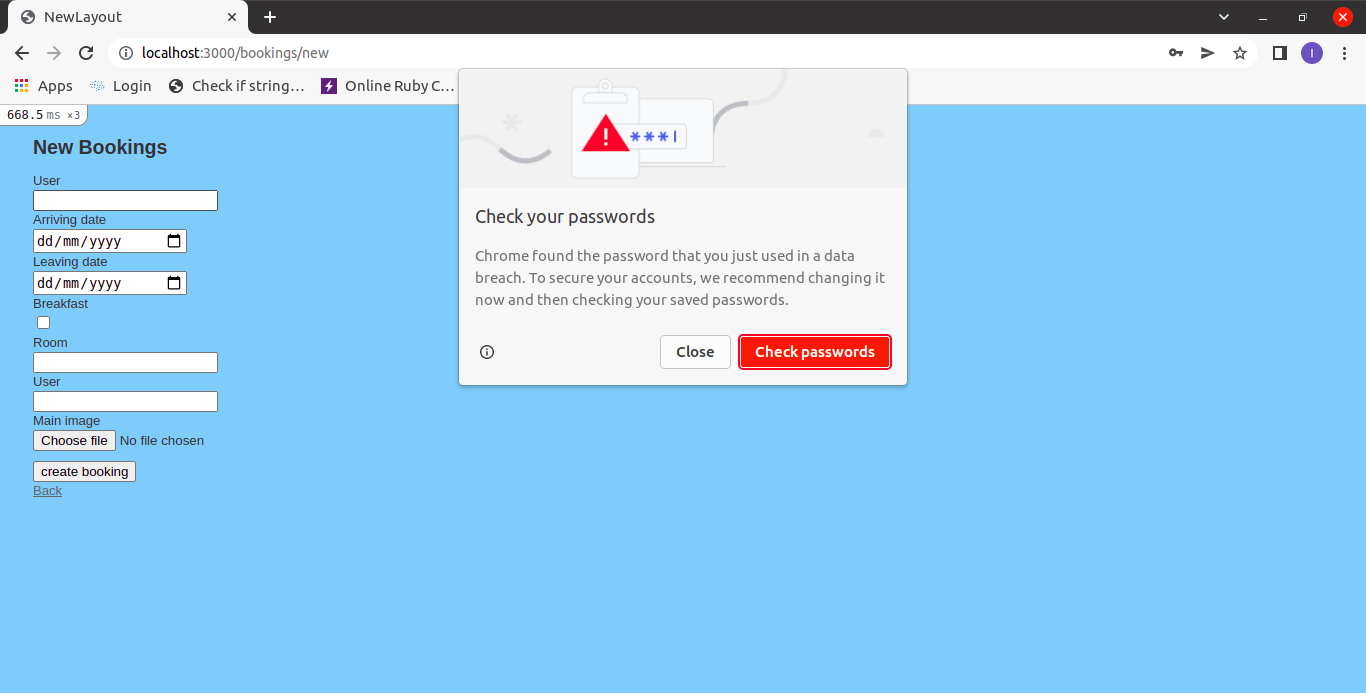 NewLayout
localhost:3000/bookings/new
I
Apps Login Check if string… Online Ruby C…
668.5 ms ×3
New Bookings
User
Arriving date
dd/mm/yyyy
Leaving date
dd/mm/yyyy
Breakfast
Room
User
Main image
Choose file No file chosen
create booking
Back
***
Check your passwords
Chrome found the password that you just used in a data
breach. To secure your accounts, we recommend changing it
now and then checking your saved passwords.
Close Check passwords